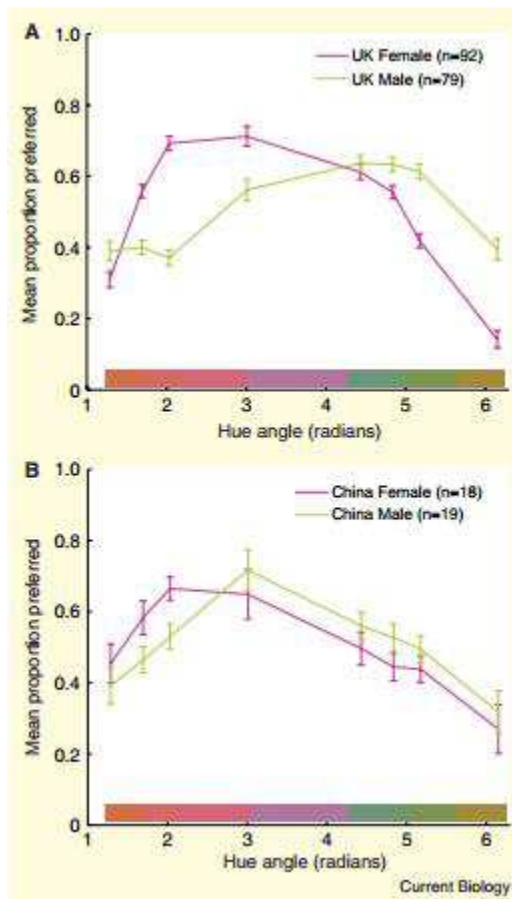 A
1.0
UK Female (n=92)
UK Male (n=79)
0.8
0.6
0.4
0.2
0
Mean proportion preferred
1 2 3 4 5 6
Hue angle (radians)
B
1.0
China Female (n=18)
China Male (n=19)
0.8
0.6
0.4
0.2
0
Mean proportion preferred
1 2 3 4 5 6
Hue angle (radians)
Current Biology